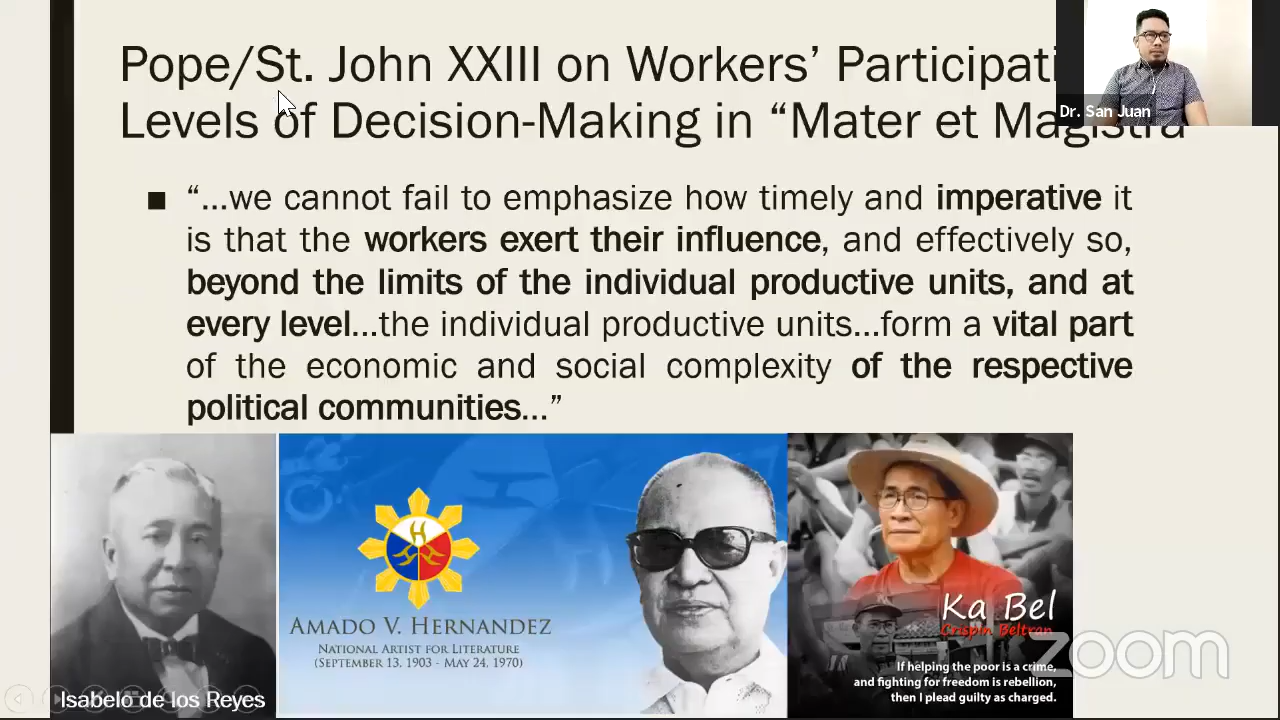 Pope/St. John XXIII on Workers’ Participati
Levels of Decision-Making in “Mater et Magistra”
Dr. San Juan
■ “...we cannot fail to emphasize how timely and imperative it
is that the workers exert their influence, and effectively so,
beyond the limits of the individual productive units, and at
every level...the individual productive units...form a vital part
of the economic and social complexity of the respective
political communities...”
Isabelo de los Reyes
AMADO V. HERNANDEZ
NATIONAL ARTIST FOR LITERATURE
(SEPTEMBER 13, 1903 - MAY 24, 1970)
Ka Bel
Crispin Beltran
If helping the poor is a crime,
and fighting for freedom is rebellion,
then I plead guilty as charged.
zoom